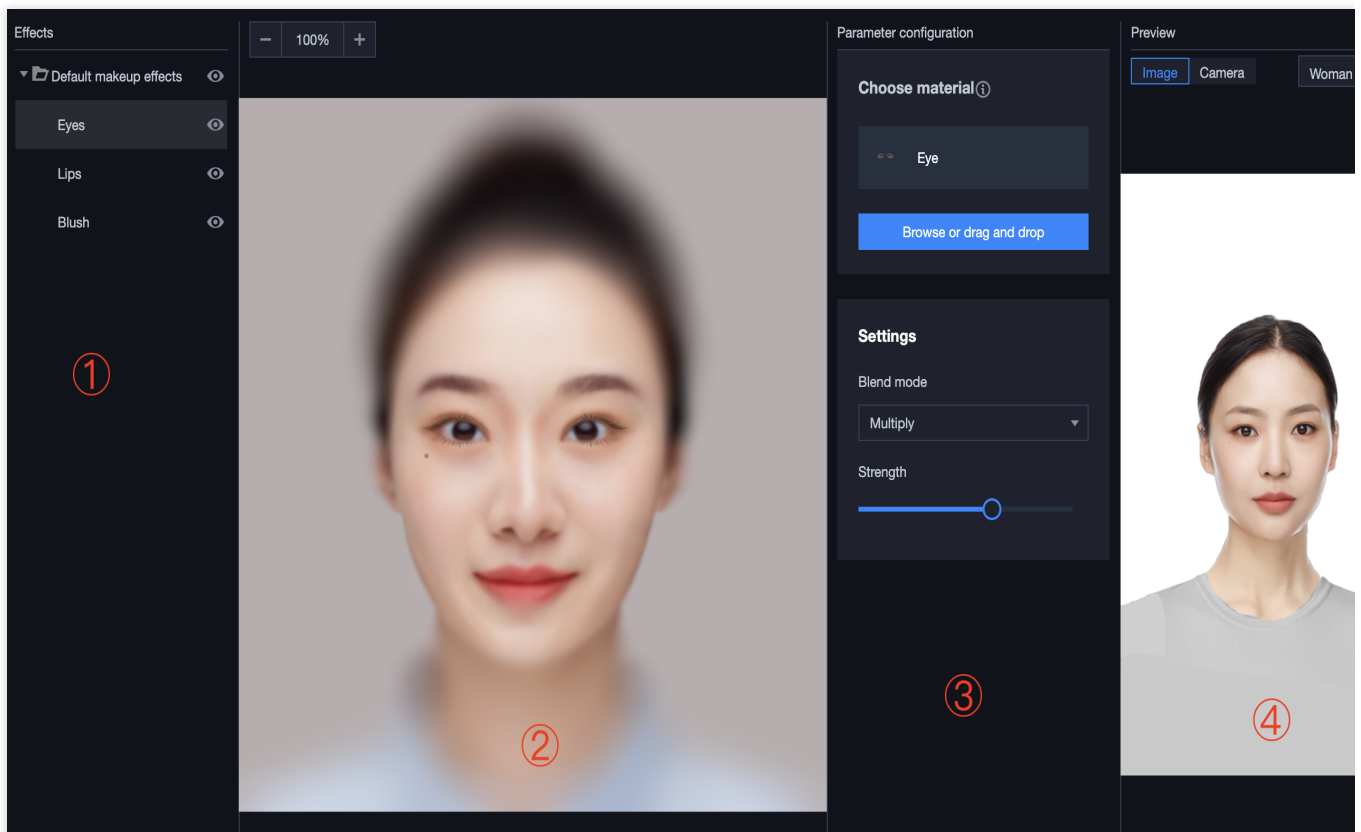 Effects
Default makeup effects
Eyes
Lips
Blush
①
− 100% +
②
Parameter configuration
Choose material
Eye
Browse or drag and drop
Settings
Blend mode
Multiply
Strength
③
Preview
Image Camera Woman
④